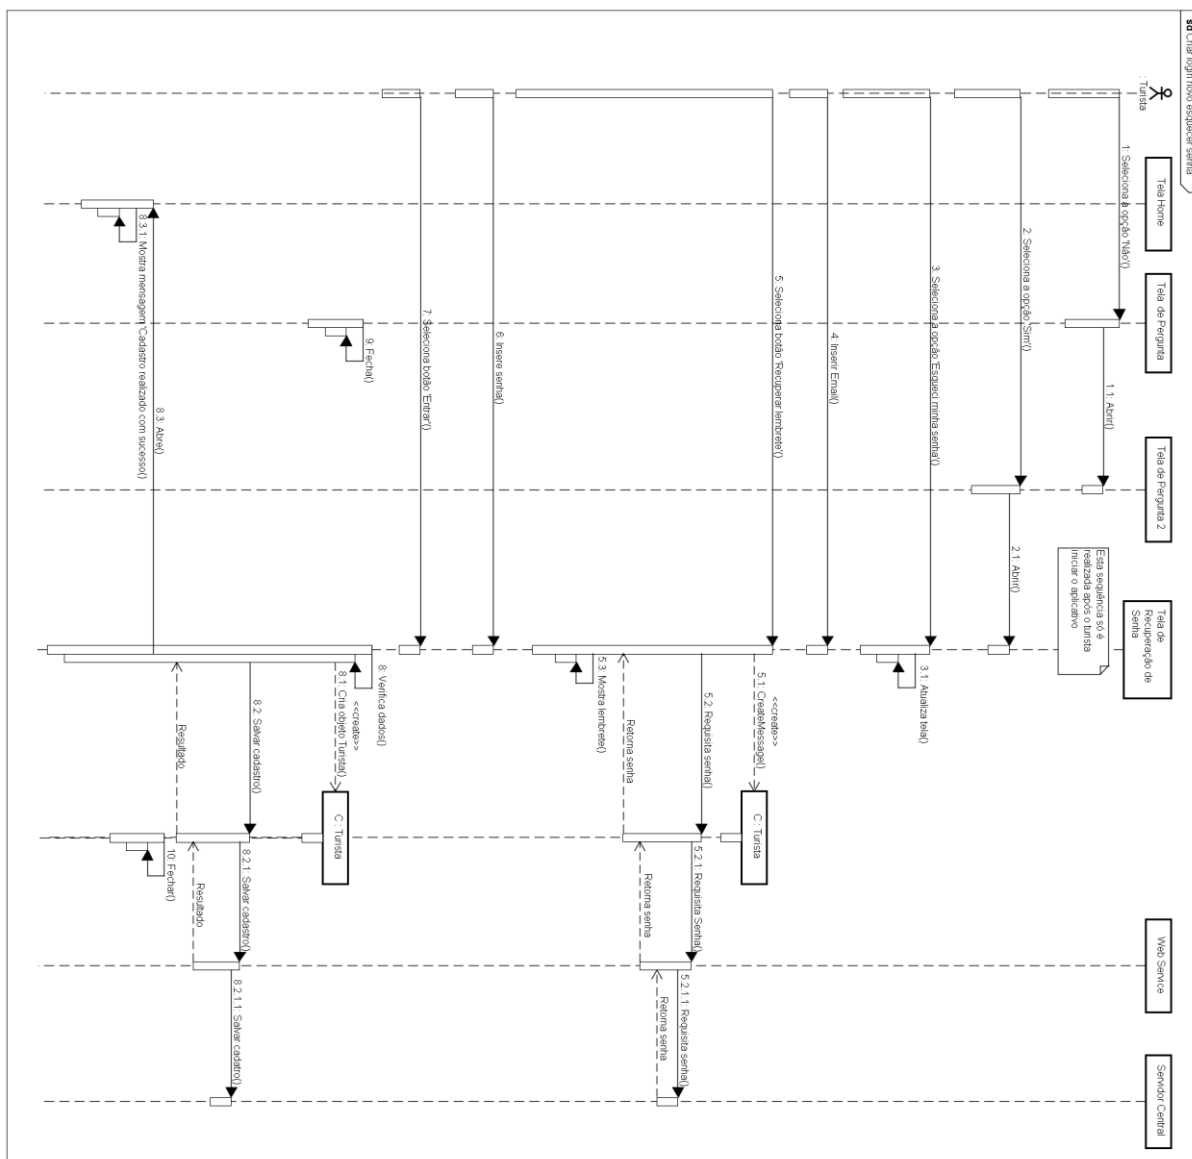 sd Criar login novo esquecer senha
: Turista
Tela Home
Tela de Pergunta
Tela de Pergunta 2
Tela de
Recuperação de
Senha
Web Service
Servidor Central
Esta sequência só é
realizada após o turista
iniciar o aplicativo
1: Seleciona a opção 'Não'()
1.1: Abrir()
2: Seleciona a opção 'Sim'()
2.1: Abrir()
3: Seleciona a opção 'Esqueci minha senha'()
3.1: Atualiza tela()
4: Inserir Email()
5: Seleciona botão 'Recuperar lembrete'()
<<create>>
5.1: CreateMessage()
C : Turista
5.2: Requisita senha()
5.2.1: Requisita Senha()
5.2.1.1: Requisita senha()
Retorna senha
Retorna senha
Retorna senha
5.3: Mostra lembrete()
6: Insere senha()
7: Seleciona botão 'Entrar'()
8: Verifica dados()
<<create>>
8.1: Cria objeto Turista()
C : Turista
9: Fecha()
8.2: Salvar cadastro()
8.2.1: Salvar cadastro()
8.2.1.1: Salvar cadatro()
Resultado
Resultado
8.3: Abre()
10: Fechar()
8.3.1: Mostra mensagem 'Cadastro realizado com sucesso'()